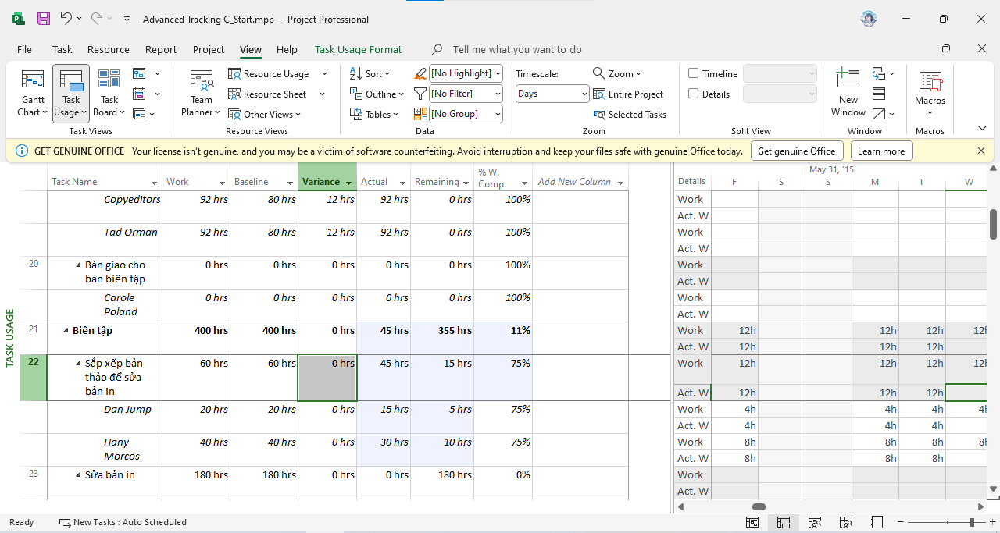 Advanced Tracking C_Start.mpp - Project Professional
File Task Resource Report Project View Help Task Usage Format Tell me what you want to do
Gantt Chart Task Usage Task Board
Task Views
Team Planner Resource Usage Resource Sheet Other Views
Resource Views
Sort Outline Tables [No Highlight] [No Filter] [No Group]
Data
Timescale: Days Zoom Entire Project Selected Tasks
Zoom
Timeline Details
Split View
New Window
Window
Macros
Macros
GET GENUINE OFFICE Your license isn't genuine, and you may be a victim of software counterfeiting. Avoid interruption and keep your files safe with genuine Office today. Get genuine Office Learn more
TASK USAGE
Task Name Work Baseline Variance Actual Remaining % W. Comp. Add New Column
Copyeditors 92 hrs 80 hrs 12 hrs 92 hrs 0 hrs 100%
Tad Orman 92 hrs 80 hrs 12 hrs 92 hrs 0 hrs 100%
20 Bàn giao cho ban biên tập 0 hrs 0 hrs 0 hrs 0 hrs 0 hrs 100%
Carole Poland 0 hrs 0 hrs 0 hrs 0 hrs 0 hrs 100%
21 Biên tập 400 hrs 400 hrs 0 hrs 45 hrs 355 hrs 11%
22 Sắp xếp bản thảo để sửa bản in 60 hrs 60 hrs 0 hrs 45 hrs 15 hrs 75%
Dan Jump 20 hrs 20 hrs 0 hrs 15 hrs 5 hrs 75%
Hany Morcos 40 hrs 40 hrs 0 hrs 30 hrs 10 hrs 75%
23 Sửa bản in 180 hrs 180 hrs 0 hrs 0 hrs 180 hrs 0%
May 31, '15
Details F S S M T W
Work
Act. W
Work
Act. W
Work
Act. W
Work
Act. W
Work 12h 12h 12h 12h
Act. W 12h 12h 12h
Work 12h 12h 12h 12h
Act. W 12h 12h 12h
Work 4h 4h 4h 4h
Act. W 4h 4h 4h
Work 8h 8h 8h 8h
Act. W 8h 8h 8h
Work
Act. W
Ready New Tasks : Auto Scheduled